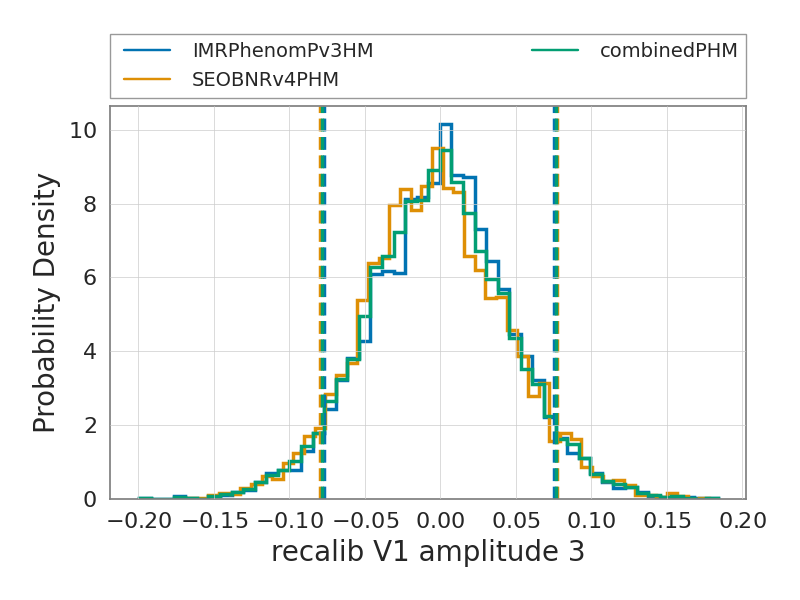 IMRPhenomPv3HM
SEOBNRv4PHM
combinedPHM
10
8
6
4
2
0
−0.20 −0.15 −0.10 −0.05 0.00 0.05 0.10 0.15 0.20
recalib V1 amplitude 3
Probability Density